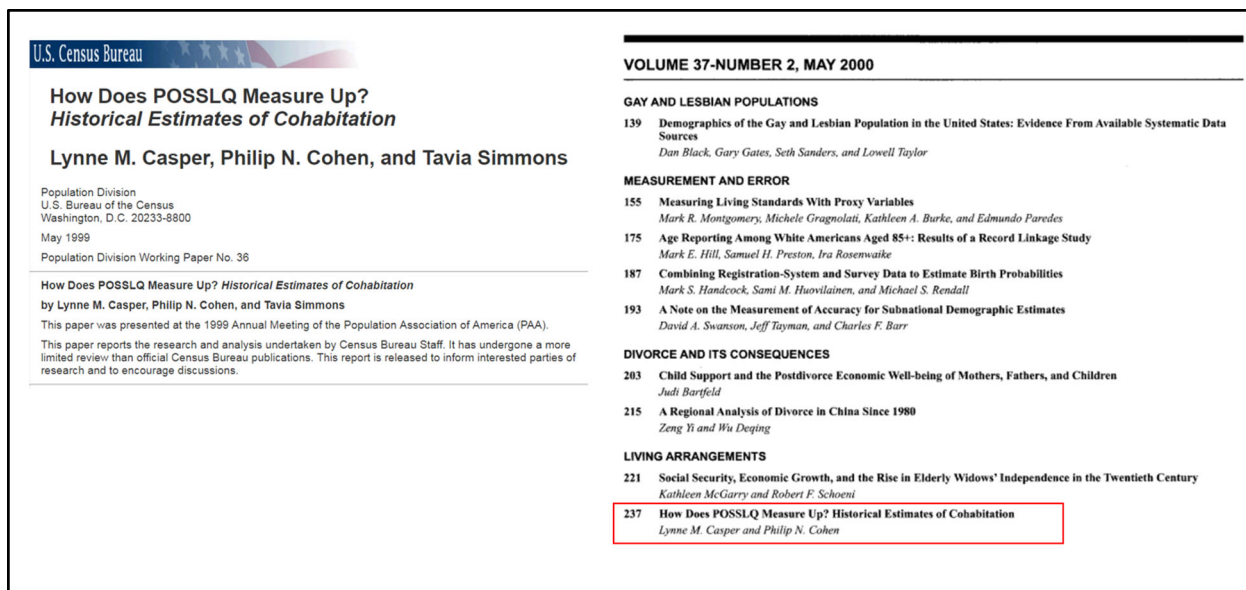 U.S. Census Bureau
How Does POSSLQ Measure Up?
Historical Estimates of Cohabitation
Lynne M. Casper, Philip N. Cohen, and Tavia Simmons
Population Division
U.S. Bureau of the Census
Washington, D.C. 20233-8800
May 1999
Population Division Working Paper No. 36
How Does POSSLQ Measure Up? Historical Estimates of Cohabitation
by Lynne M. Casper, Philip N. Cohen, and Tavia Simmons
This paper was presented at the 1999 Annual Meeting of the Population Association of America (PAA).
This paper reports the research and analysis undertaken by Census Bureau Staff. It has undergone a more
limited review than official Census Bureau publications. This report is released to inform interested parties of
research and to encourage discussions.
VOLUME 37-NUMBER 2, MAY 2000
GAY AND LESBIAN POPULATIONS
139 Demographics of the Gay and Lesbian Population in the United States: Evidence From Available Systematic Data
Sources
Dan Black, Gary Gates, Seth Sanders, and Lowell Taylor
MEASUREMENT AND ERROR
155 Measuring Living Standards With Proxy Variables
Mark R. Montgomery, Michele Gragnolati, Kathleen A. Burke, and Edmundo Paredes
175 Age Reporting Among White Americans Aged 85+: Results of a Record Linkage Study
Mark E. Hill, Samuel H. Preston, Ira Rosenwaike
187 Combining Registration-System and Survey Data to Estimate Birth Probabilities
Mark S. Handcock, Sami M. Huovilainen, and Michael S. Rendall
193 A Note on the Measurement of Accuracy for Subnational Demographic Estimates
David A. Swanson, Jeff Tayman, and Charles F. Barr
DIVORCE AND ITS CONSEQUENCES
203 Child Support and the Postdivorce Economic Well-being of Mothers, Fathers, and Children
Judi Bartfeld
215 A Regional Analysis of Divorce in China Since 1980
Zeng Yi and Wu Deqing
LIVING ARRANGEMENTS
221 Social Security, Economic Growth, and the Rise in Elderly Widows' Independence in the Twentieth Century
Kathleen McGarry and Robert F. Schoeni
237 How Does POSSLQ Measure Up? Historical Estimates of Cohabitation
Lynne M. Casper and Philip N. Cohen